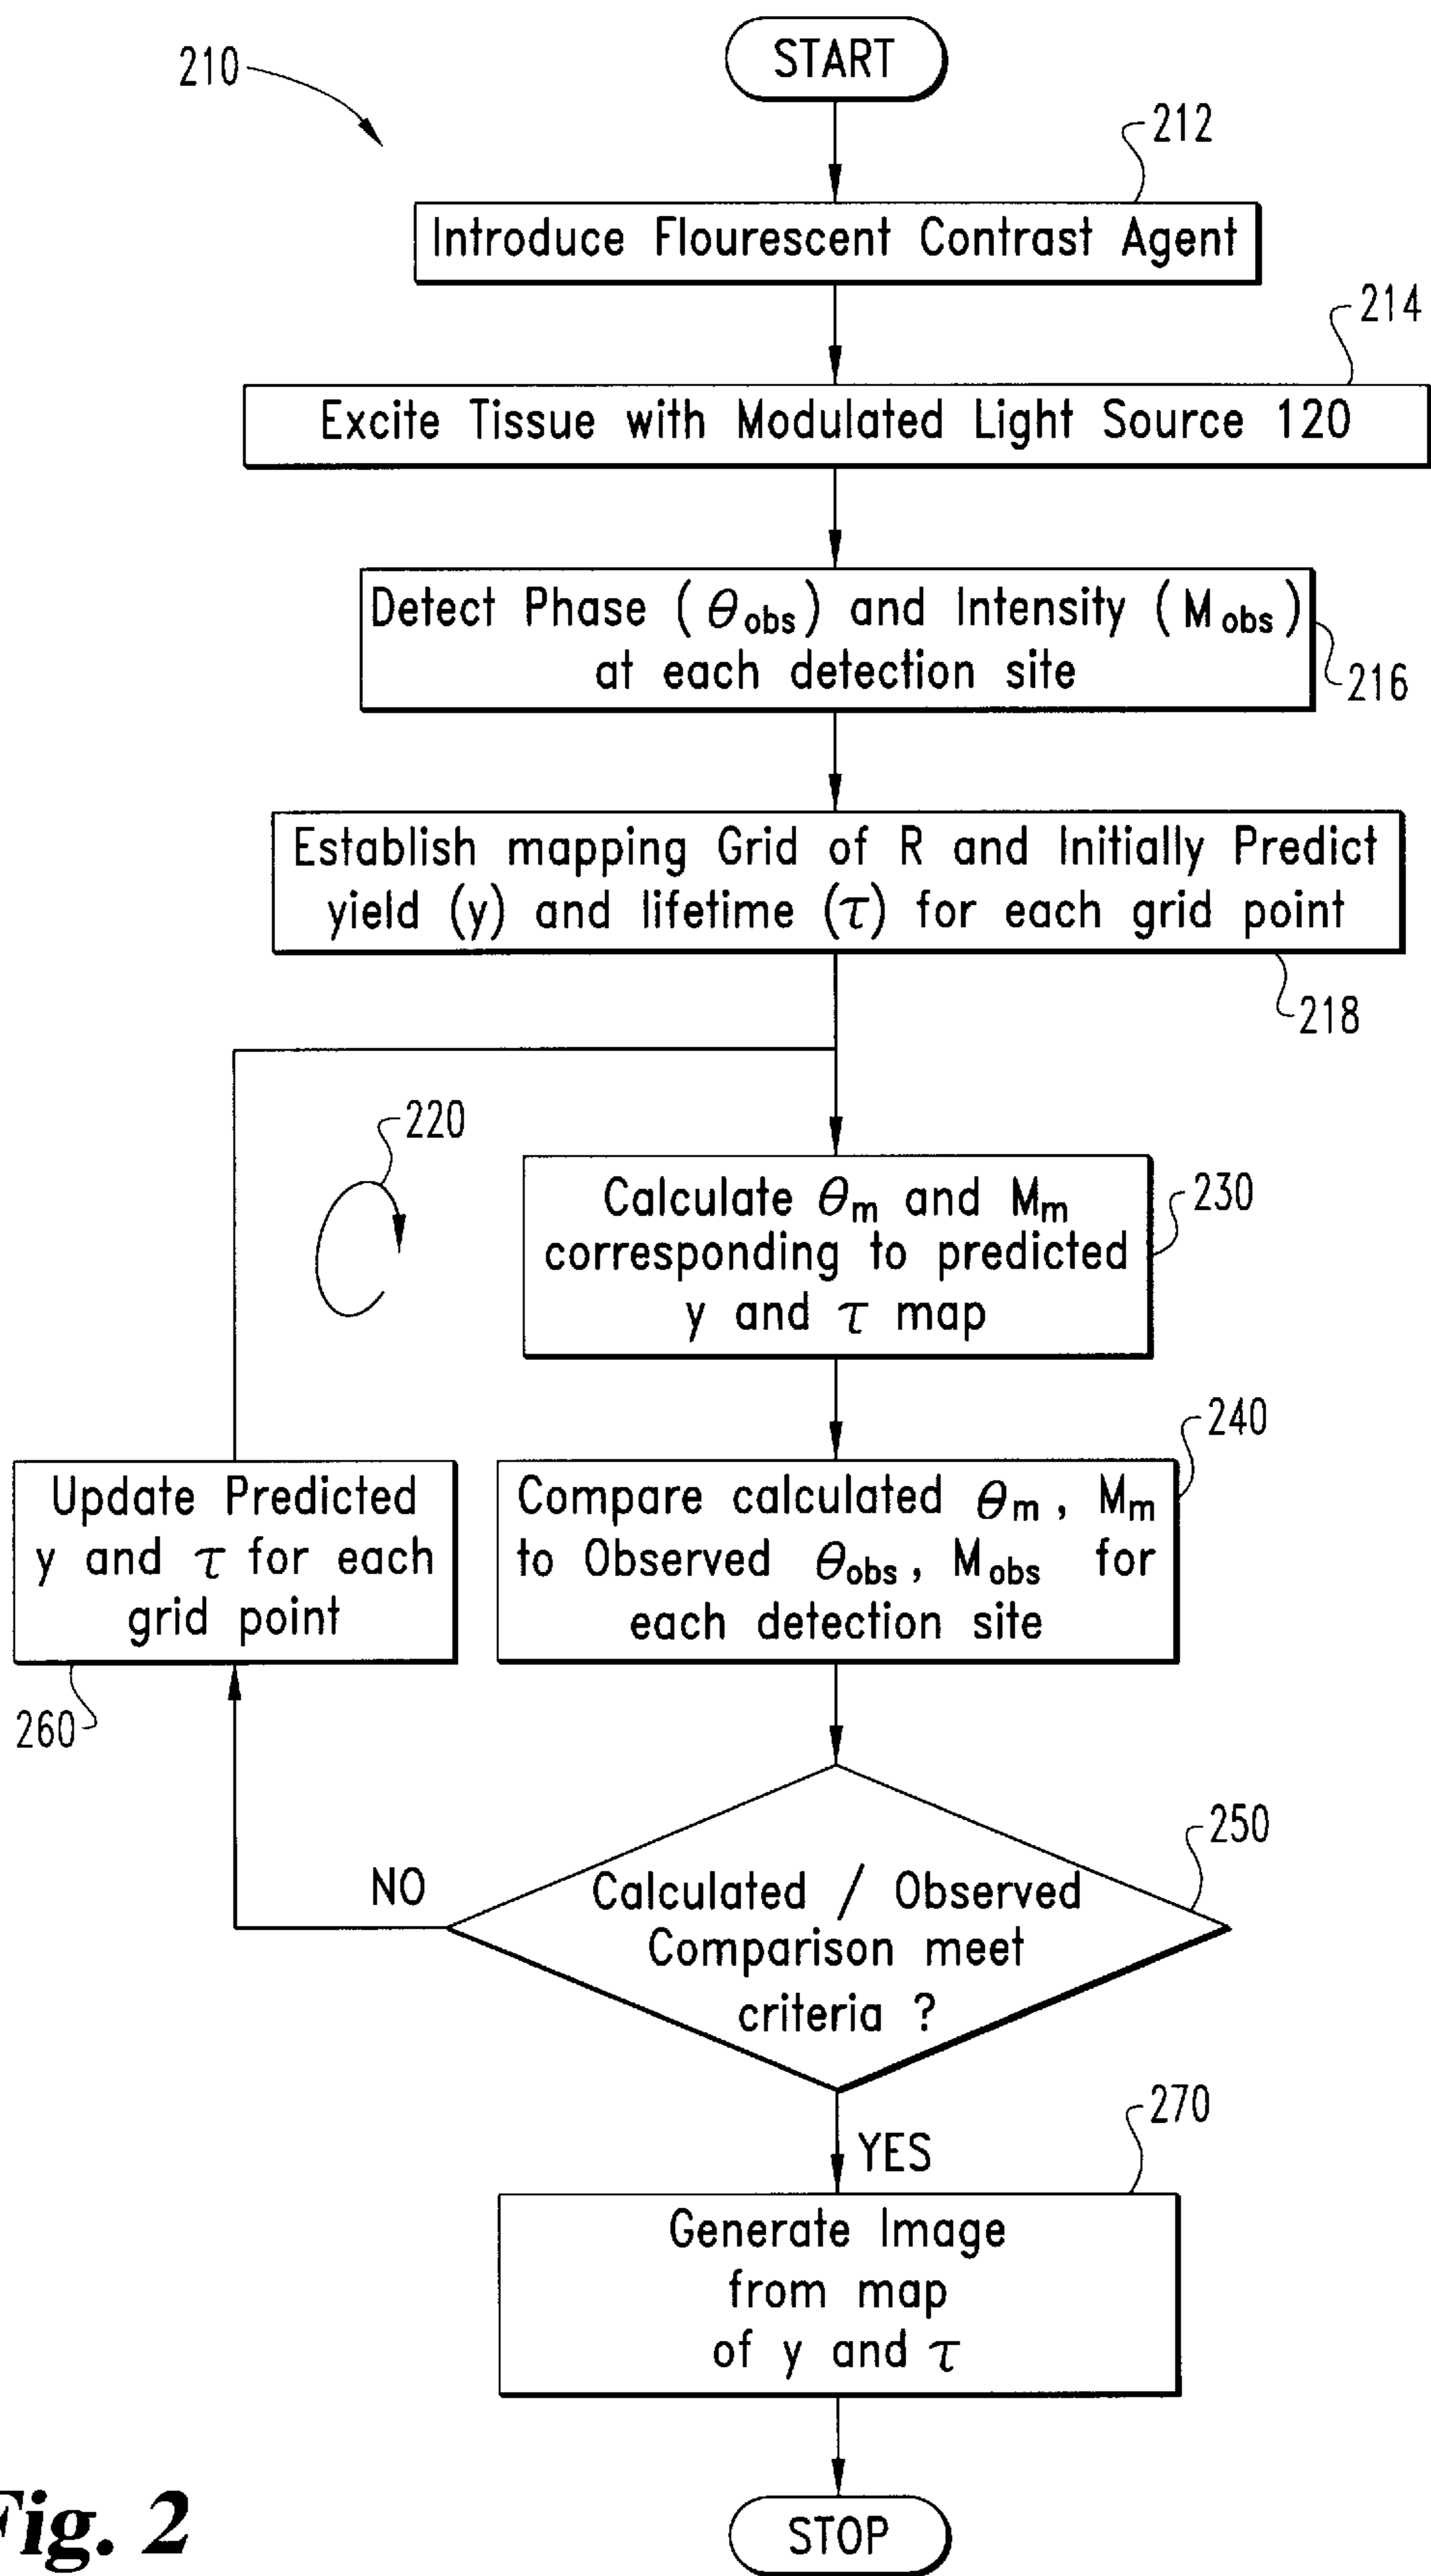 START
210
212
Introduce Flourescent Contrast Agent
214
Excite Tissue with Modulated Light Source 120
Detect Phase (θobs) and Intensity (Mobs)
at each detection site
216
Establish mapping Grid of R and Initially Predict
yield (y) and lifetime (τ) for each grid point
218
220
Calculate θm and Mm
corresponding to predicted
y and τ map
230
240
Compare calculated θm, Mm
to Observed θobs, Mobs for
each detection site
Update Predicted
y and τ for each
grid point
260
250
NO
Calculated / Observed
Comparison meet
criteria ?
YES
270
Generate Image
from map
of y and τ
STOP
Fig. 2